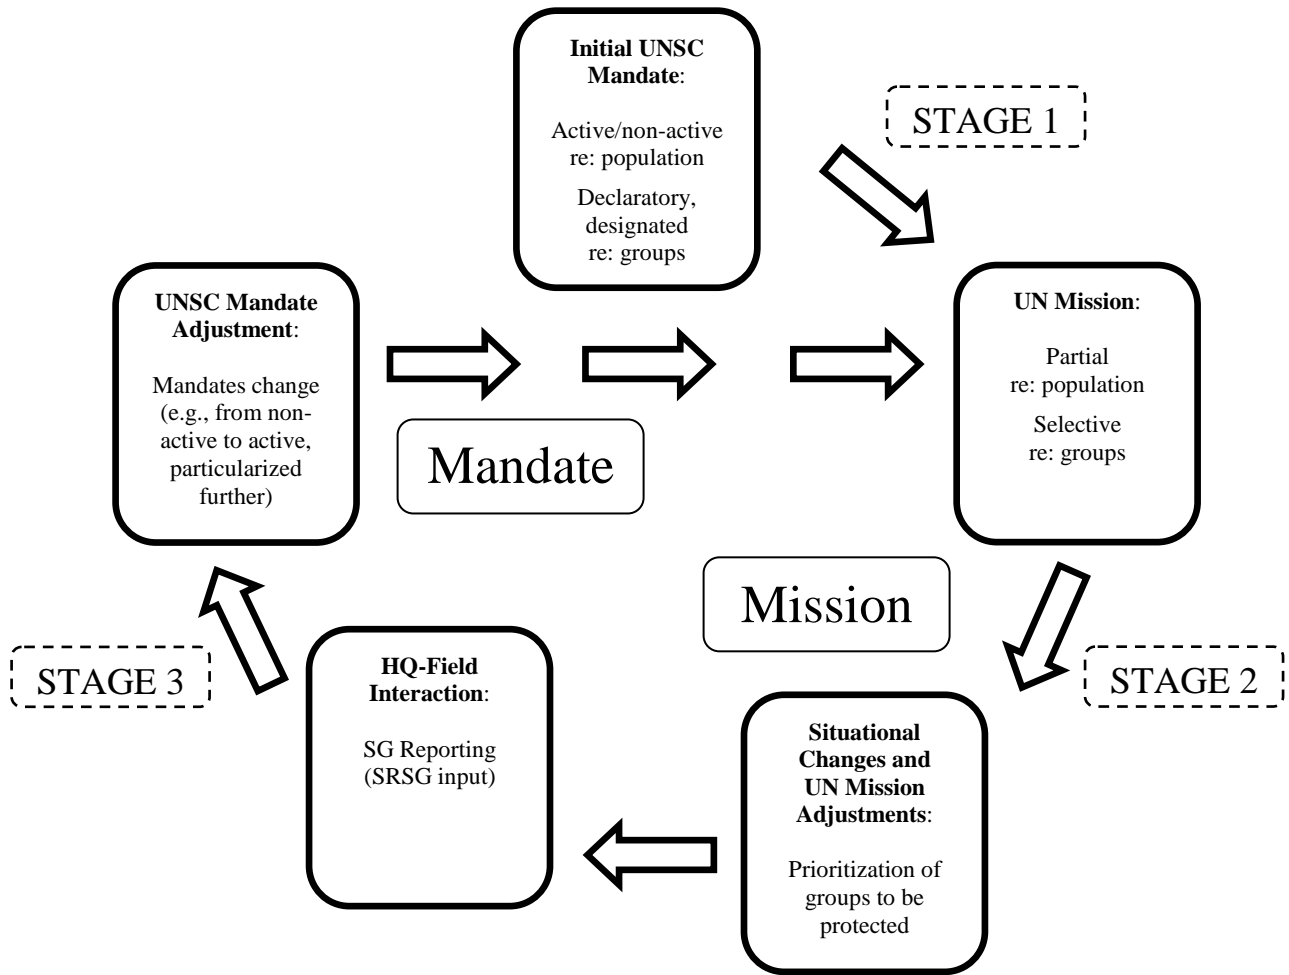 Initial UNSC
Mandate:
Active/non-active
re: population
Declaratory,
designated
re: groups
STAGE 1
UNSC Mandate
Adjustment:
Mandates change
(e.g., from non-
active to active,
particularized
further)
UN Mission:
Partial
re: population
Selective
re: groups
Mandate
Mission
STAGE 3
HQ-Field
Interaction:
SG Reporting
(SRSG input)
STAGE 2
Situational
Changes and
UN Mission
Adjustments:
Prioritization of
groups to be
protected